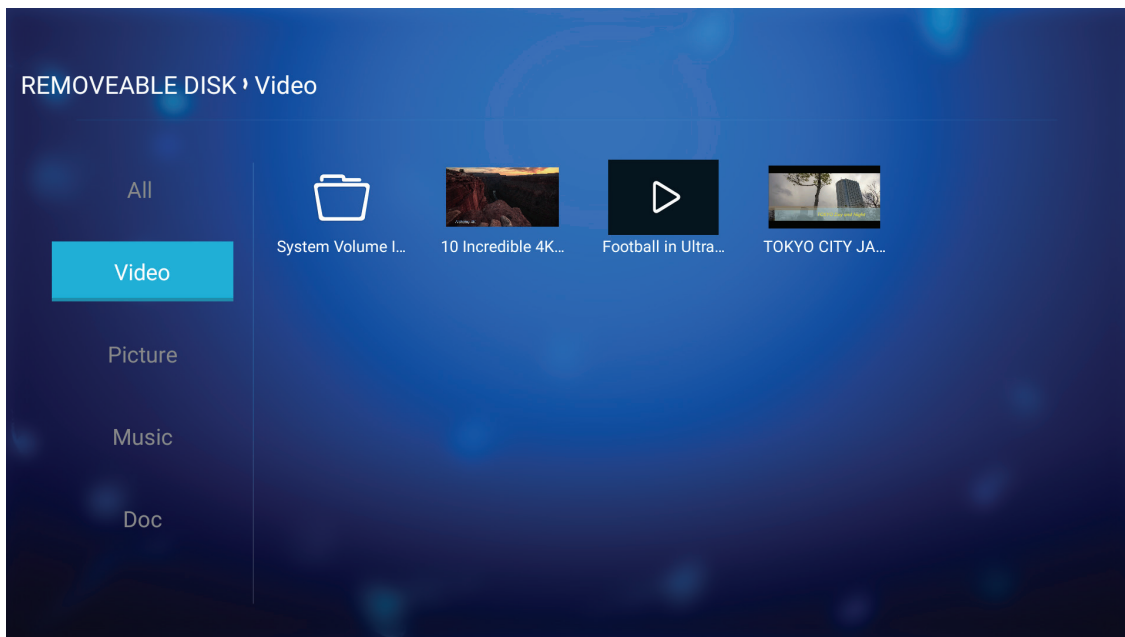 REMOVEABLE DISK › Video
All
Video
Picture
Music
Doc
System Volume I...
10 Incredible 4K...
Football in Ultra...
TOKYO CITY JA...